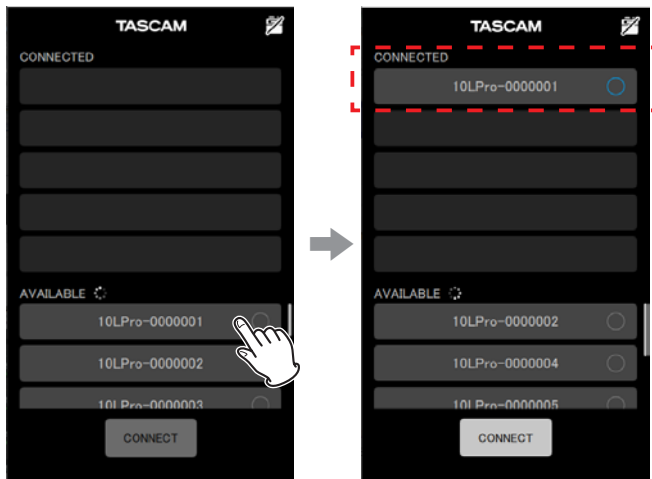 TASCAM
CONNECTED
AVAILABLE
10LPro-0000001
10LPro-0000002
10LPro-0000003
CONNECT
TASCAM
CONNECTED
10LPro-0000001
AVAILABLE
10LPro-0000002
10LPro-0000004
10LPro-0000005
CONNECT